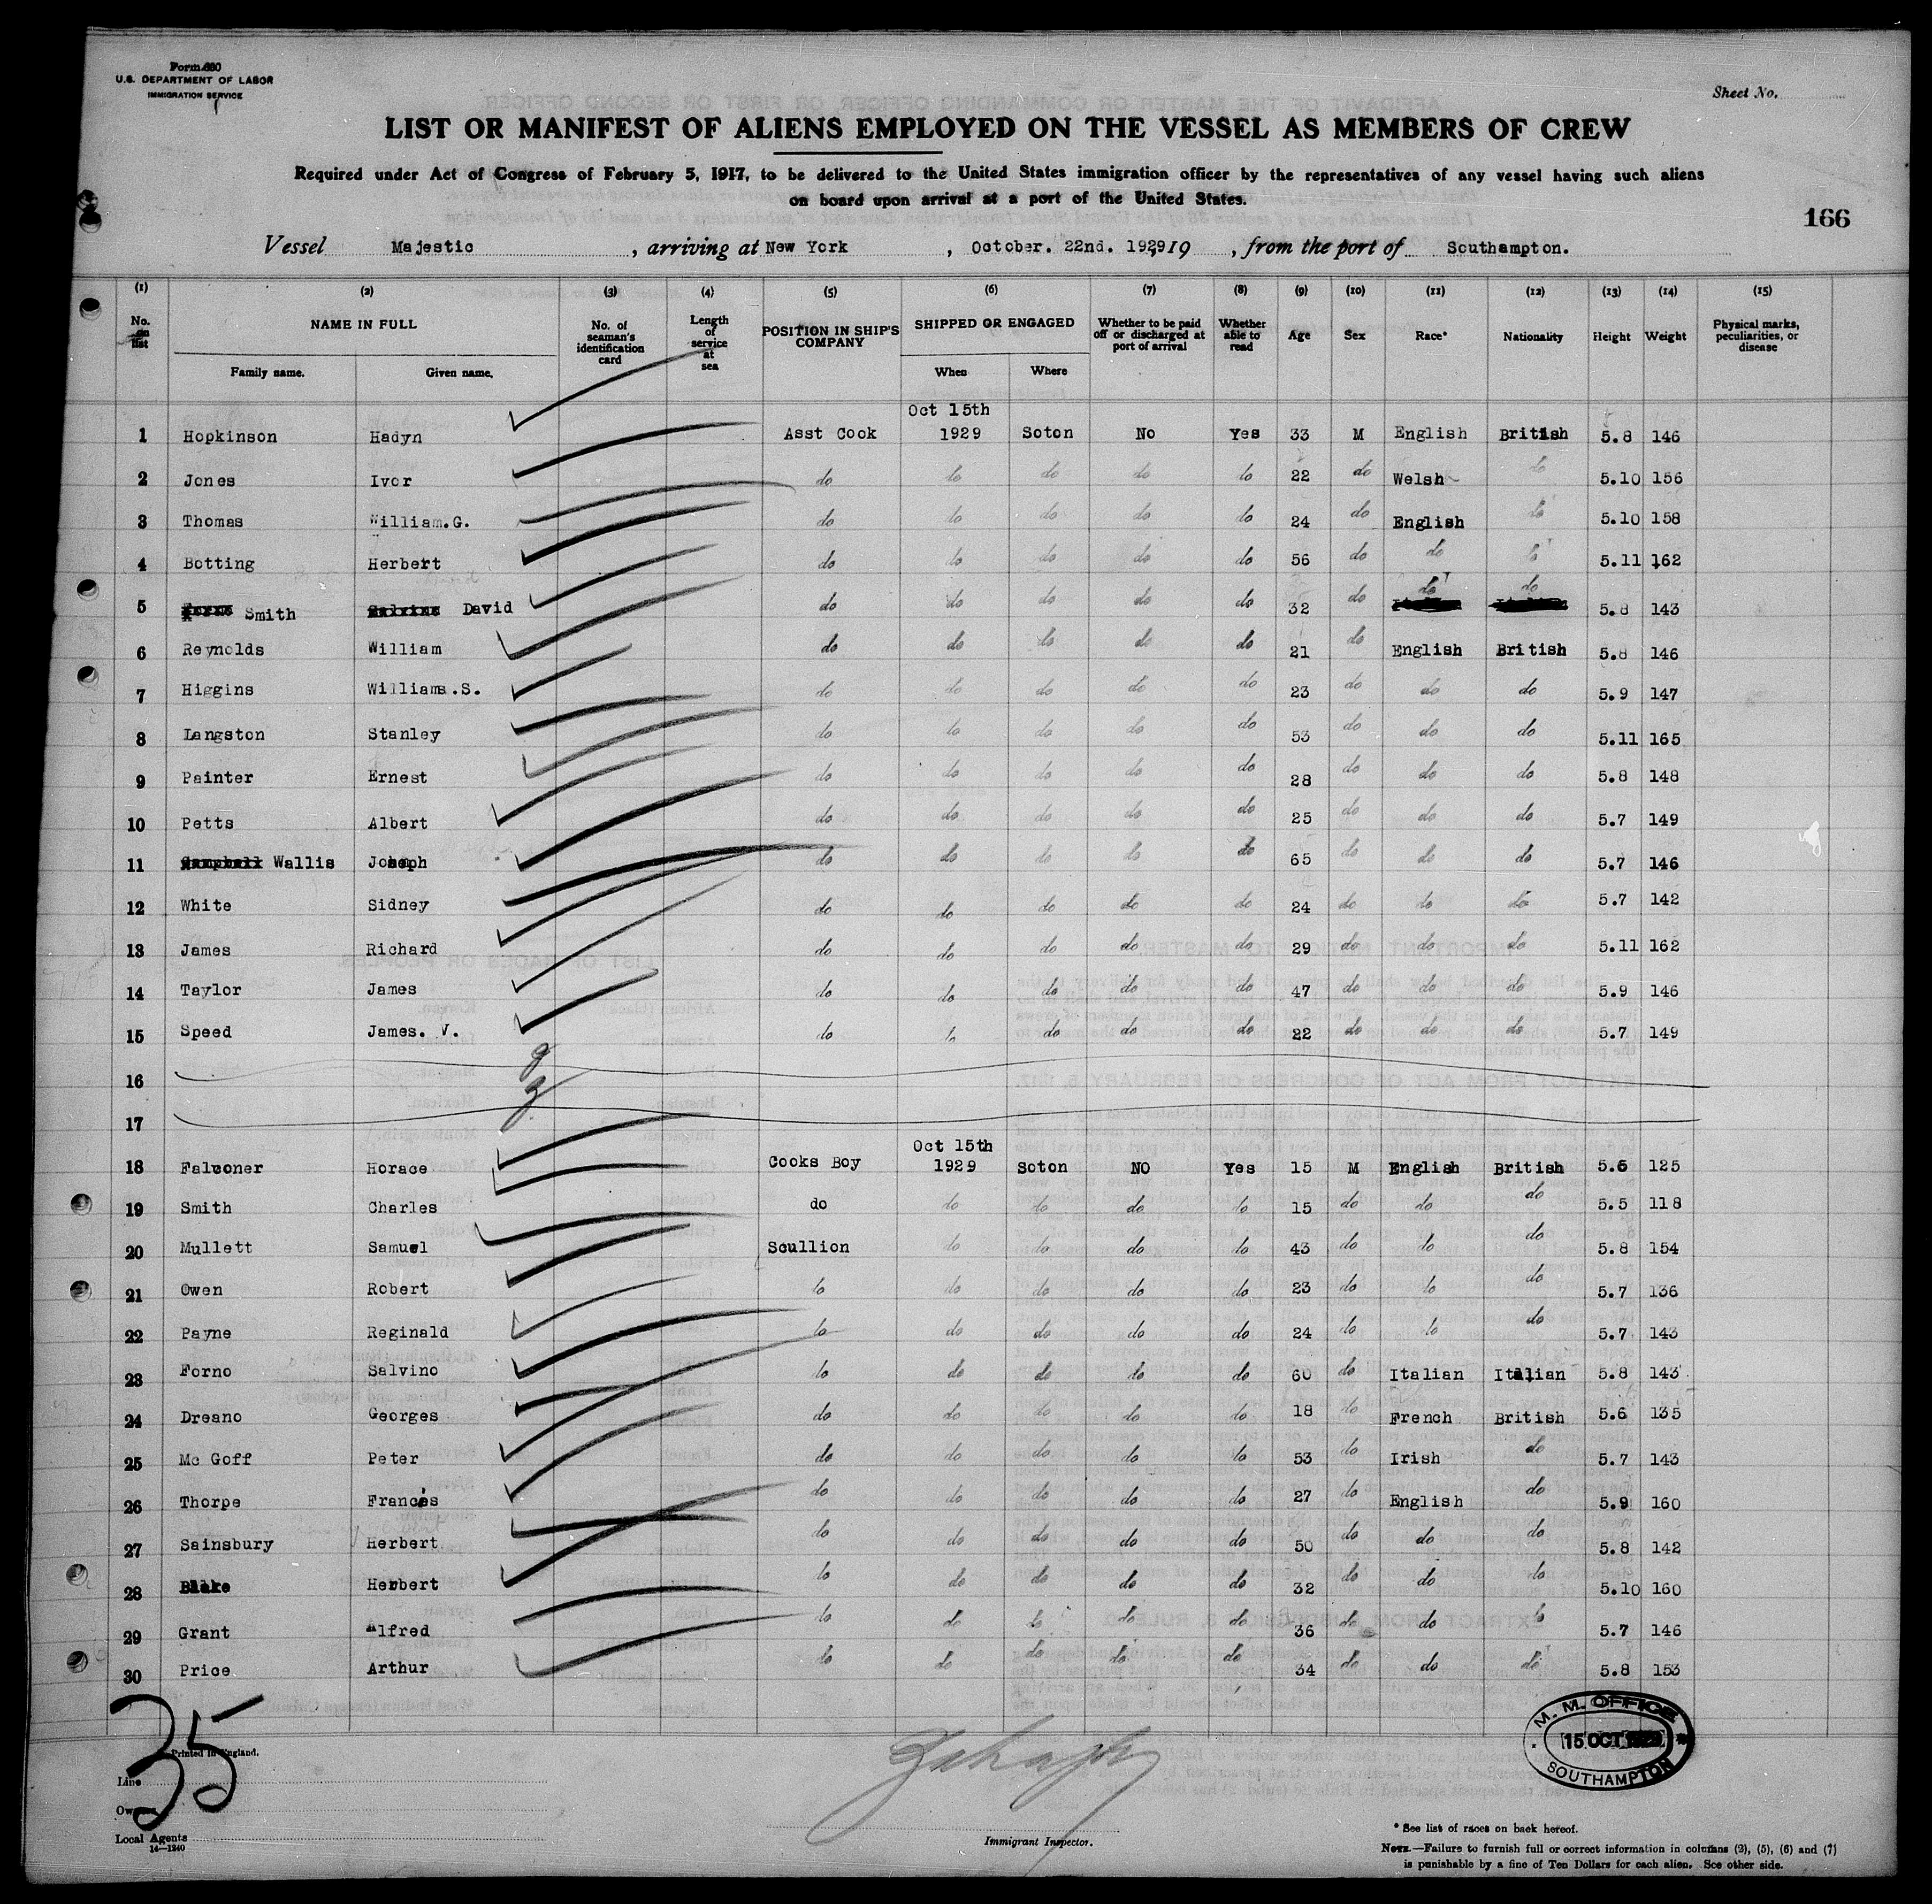 Form 680
U.S. DEPARTMENT OF LABOR
IMMIGRATION SERVICE
Sheet No.
LIST OR MANIFEST OF ALIENS EMPLOYED ON THE VESSEL AS MEMBERS OF CREW
Required under Act of Congress of February 5, 1917, to be delivered to the United States immigration officer by the representatives of any vessel having such aliens
on board upon arrival at a port of the United States.
166
Vessel Majestic, arriving at New York, October. 22nd. 1929, 19, from the port of Southampton.
(1) (2) (3) (4) (5) (6) (7) (8) (9) (10) (11) (12) (13) (14) (15)
No. on list NAME IN FULL Family name. Given name. No. of seaman's identification card Length of service at sea POSITION IN SHIP'S COMPANY SHIPPED OR ENGAGED When Where Whether to be paid off or discharged at port of arrival Whether able to read Age Sex Race* Nationality Height Weight Physical marks, peculiarities, or disease
1 Hopkinson Hadyn Asst Cook Oct 15th 1929 Soton No Yes 33 M English British 5.8 146
2 Jones Ivor do do do do do 22 do Welsh do 5.10 156
3 Thomas William.G. do do do do do 24 do English do 5.10 158
4 Botting Herbert do do do do do 56 do do do 5.11 162
5 Smith David do do do do do 32 do do do 5.8 143
6 Reynolds William do do do do do 21 do English British 5.8 146
7 Higgins Williams.S. do do do do do 23 do do do 5.9 147
8 Langston Stanley do do do do do 53 do do do 5.11 165
9 Painter Ernest do do do do do 28 do do do 5.8 148
10 Petts Albert do do do do do 25 do do do 5.7 149
11 Campbell Wallis Joseph do do do do do 65 do do do 5.7 146
12 White Sidney do do do do do 24 do do do 5.7 142
13 James Richard do do do do do 29 do do do 5.11 162
14 Taylor James do do do do do 47 do do do 5.9 146
15 Speed James. V. do do do do do 22 do do do 5.7 149
16
17
18 Falconer Horace Cooks Boy Oct 15th 1929 Soton NO Yes 15 M English British 5.6 125
19 Smith Charles do do do do do 15 do do do 5.5 118
20 Mullett Samuel Scullion do do do do 43 do do do 5.8 154
21 Owen Robert do do do do do 23 do do do 5.7 136
22 Payne Reginald do do do do do 24 do do do 5.7 143
23 Forno Salvino do do do do do 60 do Italian Italian 5.8 143
24 Dreano Georges do do do do do 18 do French British 5.6 135
25 Mc Goff Peter do do do do do 53 do Irish do 5.7 143
26 Thorpe Francis do do do do do 27 do English do 5.9 160
27 Sainsbury Herbert do do do do do 50 do do do 5.8 142
28 Blake Herbert do do do do do 32 do do do 5.10 160
29 Grant Alfred do do do do do 36 do do do 5.7 146
30 Price Arthur do do do do do 34 do do do 5.8 153
35
Printed in England.
Line
Owners
Local Agents
14—1240
Immigrant Inspector.
M. M. OFFICE
15 OCT 1929
SOUTHAMPTON
* See list of races on back hereof.
NOTE.—Failure to furnish full or correct information in columns (2), (5), (6) and (7)
is punishable by a fine of Ten Dollars for each alien. See other side.